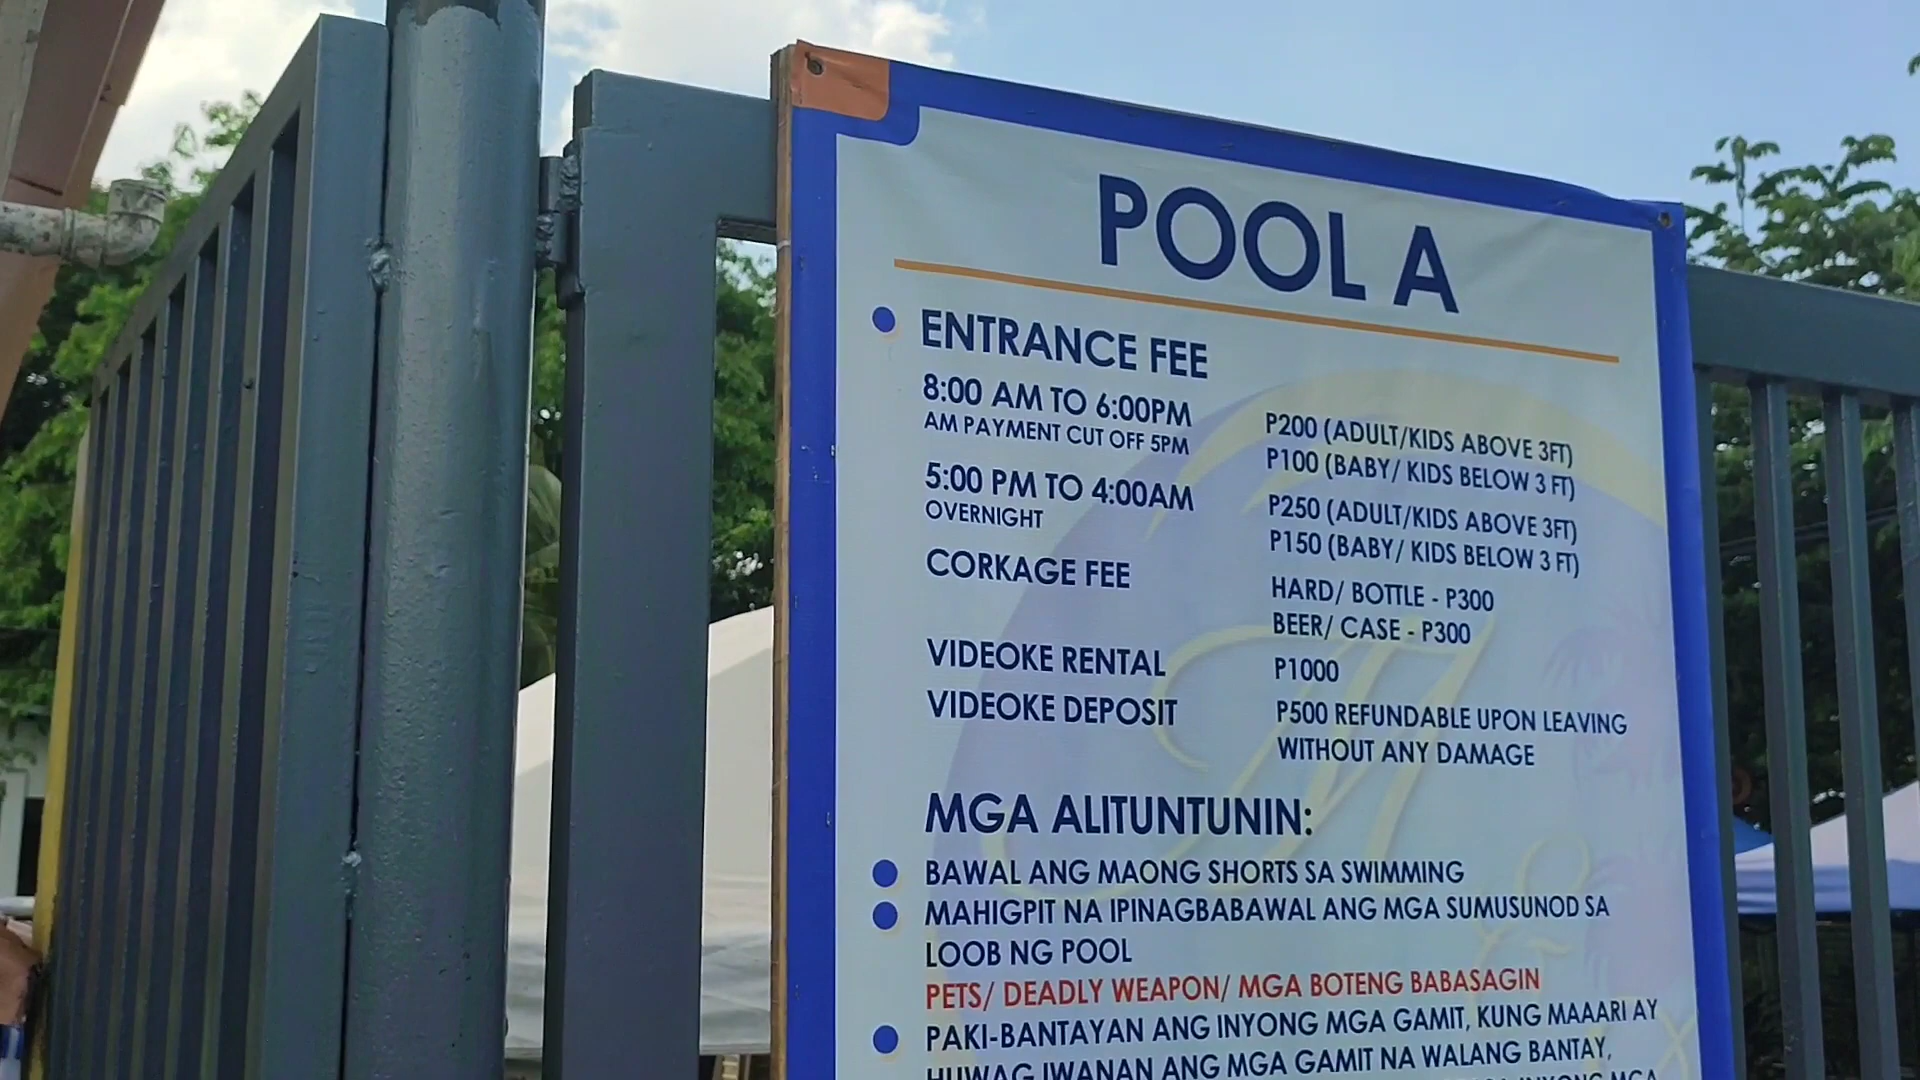 POOL A
ENTRANCE FEE
8:00 AM TO 6:00PM
AM PAYMENT CUT OFF 5PM
P200 (ADULT/KIDS ABOVE 3FT)
P100 (BABY/ KIDS BELOW 3 FT)
5:00 PM TO 4:00AM
OVERNIGHT
P250 (ADULT/KIDS ABOVE 3FT)
P150 (BABY/ KIDS BELOW 3 FT)
CORKAGE FEE
HARD/ BOTTLE - P300
BEER/ CASE - P300
VIDEOKE RENTAL
P1000
VIDEOKE DEPOSIT
P500 REFUNDABLE UPON LEAVING
WITHOUT ANY DAMAGE
MGA ALITUNTUNIN:
BAWAL ANG MAONG SHORTS SA SWIMMING
MAHIGPIT NA IPINAGBABAWAL ANG MGA SUMUSUNOD SA
LOOB NG POOL
PETS/ DEADLY WEAPON/ MGA BOTENG BABASAGIN
PAKI-BANTAYAN ANG INYONG MGA GAMIT, KUNG MAAARI AY
HUWAG IWANAN ANG MGA GAMIT NA WALANG BANTAY,
INYONG MGA